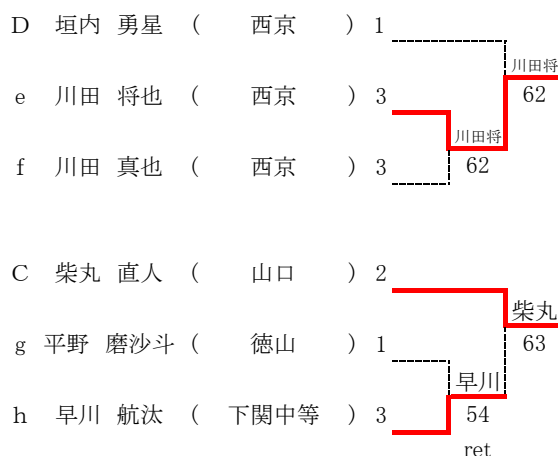 D 垣内 勇星 ( 西京 ) 1
川田将
62
e 川田 将也 ( 西京 ) 3
川田将
62
f 川田 真也 ( 西京 ) 3
C 柴丸 直人 ( 山口 ) 2
柴丸
63
g 平野 磨沙斗 ( 徳山 ) 1
早川
54
ret
h 早川 航汰 ( 下関中等 ) 3